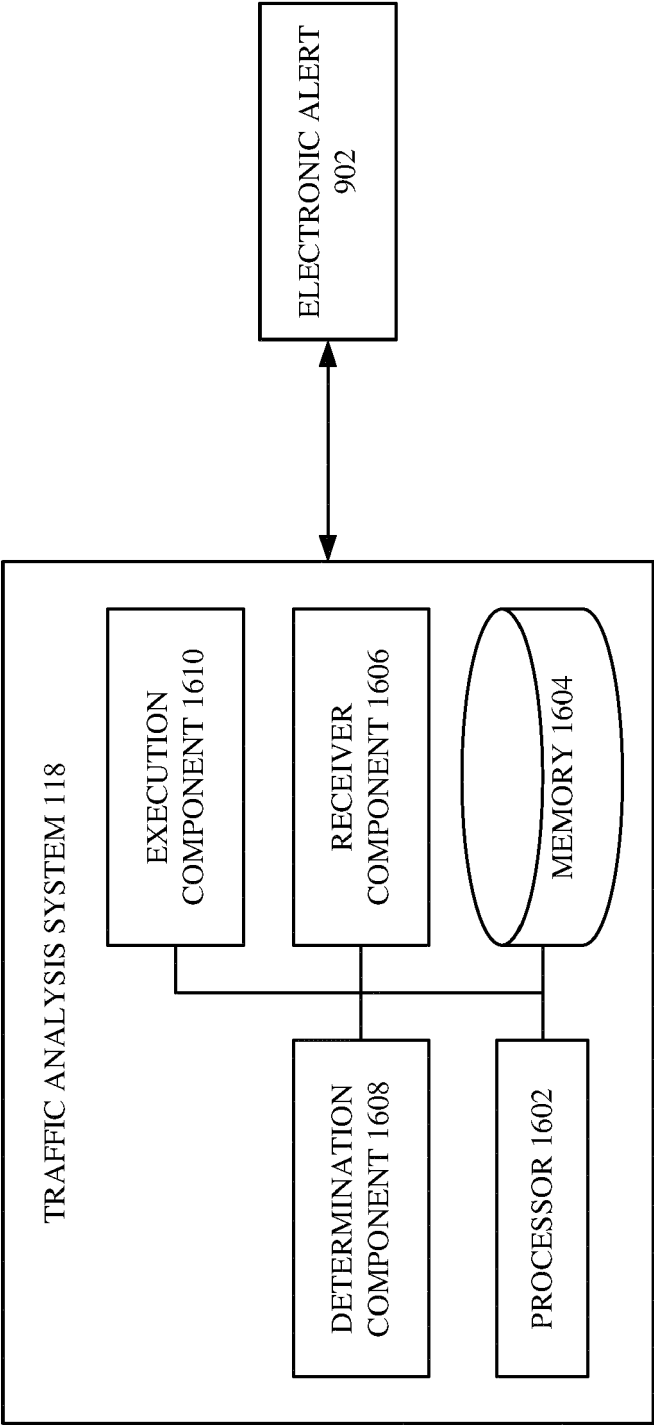 TRAFFIC ANALYSIS SYSTEM 118
EXECUTION
COMPONENT 1610
DETERMINATION
COMPONENT 1608
RECEIVER
COMPONENT 1606
PROCESSOR 1602
MEMORY 1604
ELECTRONIC ALERT
902